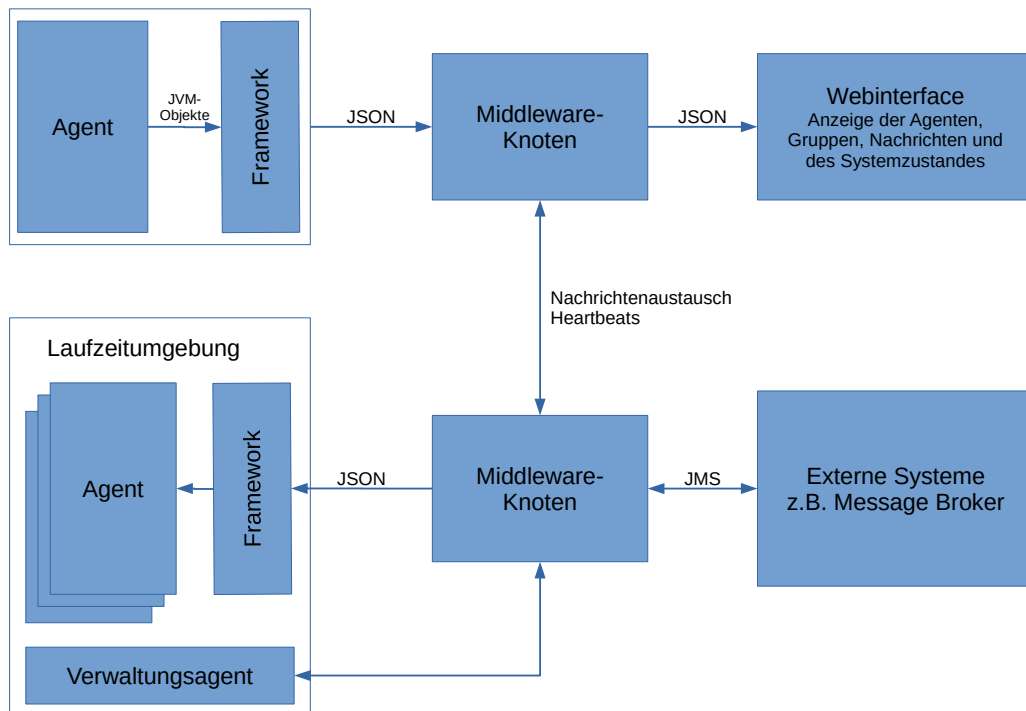 Agent
JVM-
Objekte
Framework
JSON
Middleware-
Knoten
JSON
Webinterface
Anzeige der Agenten,
Gruppen, Nachrichten und
des Systemzustandes
Nachrichtenaustausch
Heartbeats
Laufzeitumgebung
Agent
Framework
JSON
Middleware-
Knoten
JMS
Externe Systeme
z.B. Message Broker
Verwaltungsagent